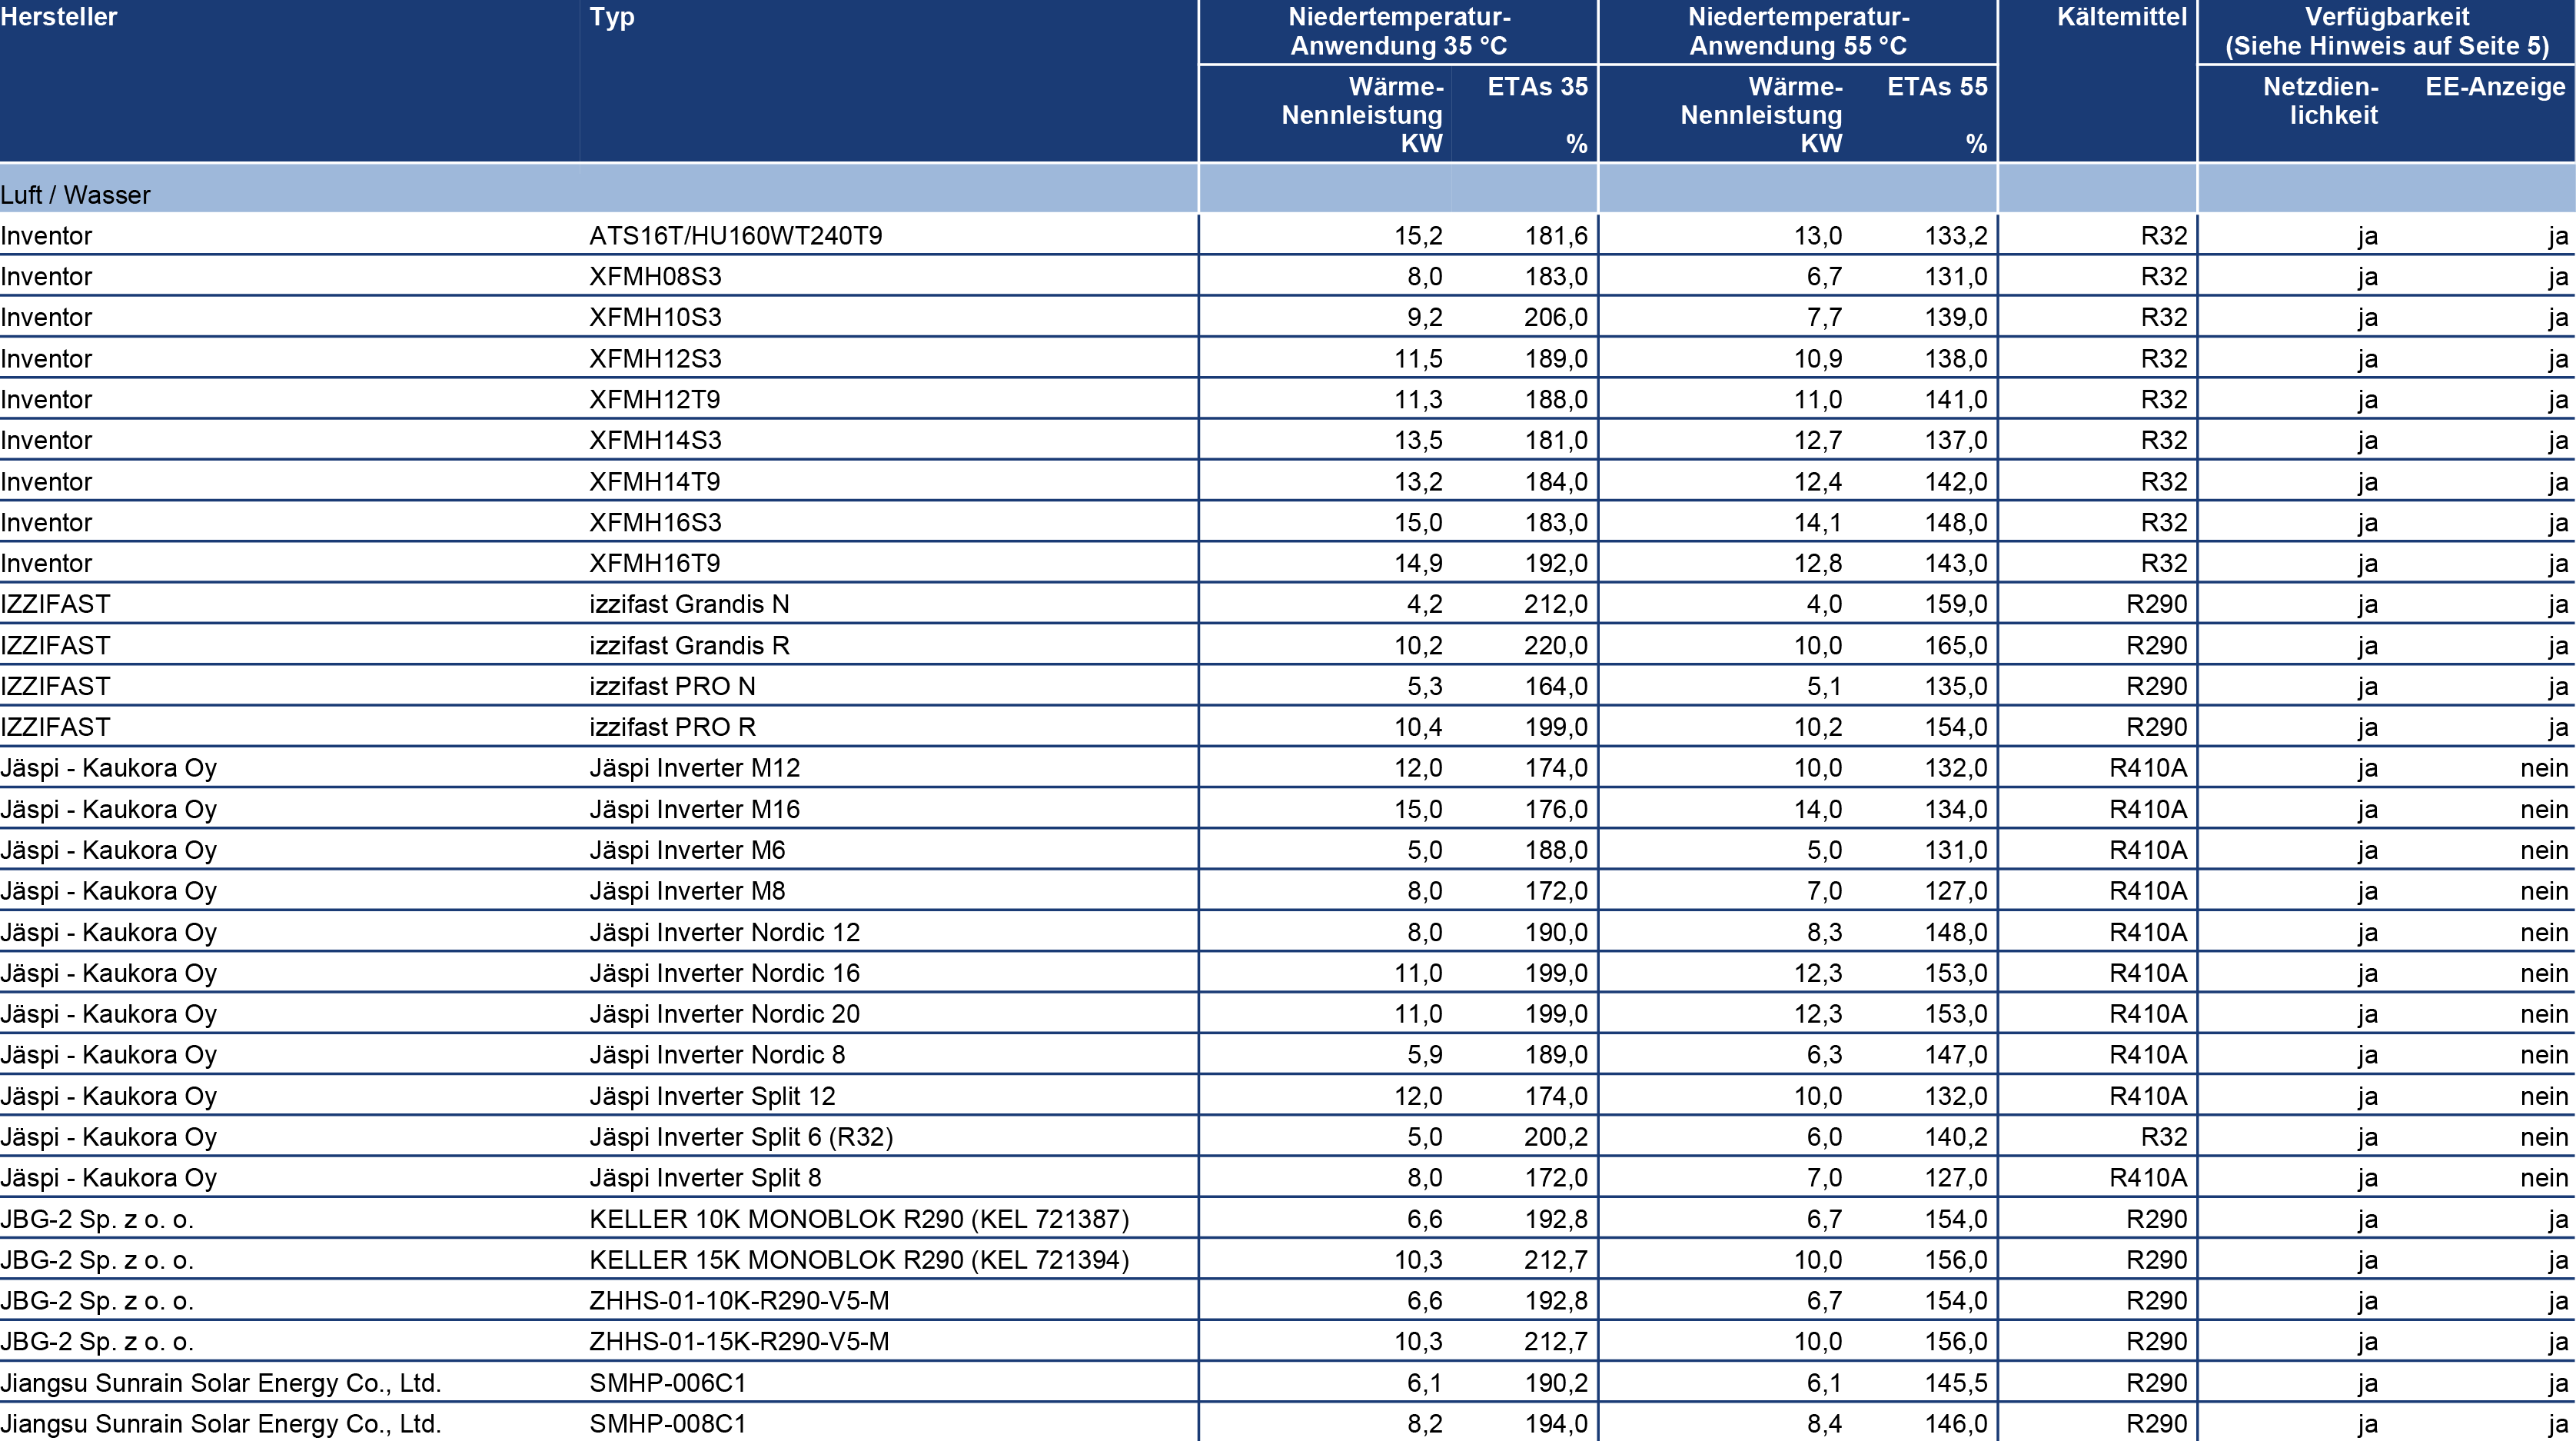 Hersteller Typ Niedertemperatur- Niedertemperatur- Kältemittel Verfügbarkeit
Anwendung 35 °C Anwendung 55 °C (Siehe Hinweis auf Seite 5)
Wärme- ETAs 35 Wärme- ETAs 55 Netzdien- EE-Anzeige
Nennleistung Nennleistung lichkeit
KW % KW %
Luft / Wasser
Inventor ATS16T/HU160WT240T9 15,2 181,6 13,0 133,2 R32 ja ja
Inventor XFMH08S3 8,0 183,0 6,7 131,0 R32 ja ja
Inventor XFMH10S3 9,2 206,0 7,7 139,0 R32 ja ja
Inventor XFMH12S3 11,5 189,0 10,9 138,0 R32 ja ja
Inventor XFMH12T9 11,3 188,0 11,0 141,0 R32 ja ja
Inventor XFMH14S3 13,5 181,0 12,7 137,0 R32 ja ja
Inventor XFMH14T9 13,2 184,0 12,4 142,0 R32 ja ja
Inventor XFMH16S3 15,0 183,0 14,1 148,0 R32 ja ja
Inventor XFMH16T9 14,9 192,0 12,8 143,0 R32 ja ja
IZZIFAST izzifast Grandis N 4,2 212,0 4,0 159,0 R290 ja ja
IZZIFAST izzifast Grandis R 10,2 220,0 10,0 165,0 R290 ja ja
IZZIFAST izzifast PRO N 5,3 164,0 5,1 135,0 R290 ja ja
IZZIFAST izzifast PRO R 10,4 199,0 10,2 154,0 R290 ja ja
Jäspi - Kaukora Oy Jäspi Inverter M12 12,0 174,0 10,0 132,0 R410A ja nein
Jäspi - Kaukora Oy Jäspi Inverter M16 15,0 176,0 14,0 134,0 R410A ja nein
Jäspi - Kaukora Oy Jäspi Inverter M6 5,0 188,0 5,0 131,0 R410A ja nein
Jäspi - Kaukora Oy Jäspi Inverter M8 8,0 172,0 7,0 127,0 R410A ja nein
Jäspi - Kaukora Oy Jäspi Inverter Nordic 12 8,0 190,0 8,3 148,0 R410A ja nein
Jäspi - Kaukora Oy Jäspi Inverter Nordic 16 11,0 199,0 12,3 153,0 R410A ja nein
Jäspi - Kaukora Oy Jäspi Inverter Nordic 20 11,0 199,0 12,3 153,0 R410A ja nein
Jäspi - Kaukora Oy Jäspi Inverter Nordic 8 5,9 189,0 6,3 147,0 R410A ja nein
Jäspi - Kaukora Oy Jäspi Inverter Split 12 12,0 174,0 10,0 132,0 R410A ja nein
Jäspi - Kaukora Oy Jäspi Inverter Split 6 (R32) 5,0 200,2 6,0 140,2 R32 ja nein
Jäspi - Kaukora Oy Jäspi Inverter Split 8 8,0 172,0 7,0 127,0 R410A ja nein
JBG-2 Sp. z o. o. KELLER 10K MONOBLOK R290 (KEL 721387) 6,6 192,8 6,7 154,0 R290 ja ja
JBG-2 Sp. z o. o. KELLER 15K MONOBLOK R290 (KEL 721394) 10,3 212,7 10,0 156,0 R290 ja ja
JBG-2 Sp. z o. o. ZHHS-01-10K-R290-V5-M 6,6 192,8 6,7 154,0 R290 ja ja
JBG-2 Sp. z o. o. ZHHS-01-15K-R290-V5-M 10,3 212,7 10,0 156,0 R290 ja ja
Jiangsu Sunrain Solar Energy Co., Ltd. SMHP-006C1 6,1 190,2 6,1 145,5 R290 ja ja
Jiangsu Sunrain Solar Energy Co., Ltd. SMHP-008C1 8,2 194,0 8,4 146,0 R290 ja ja